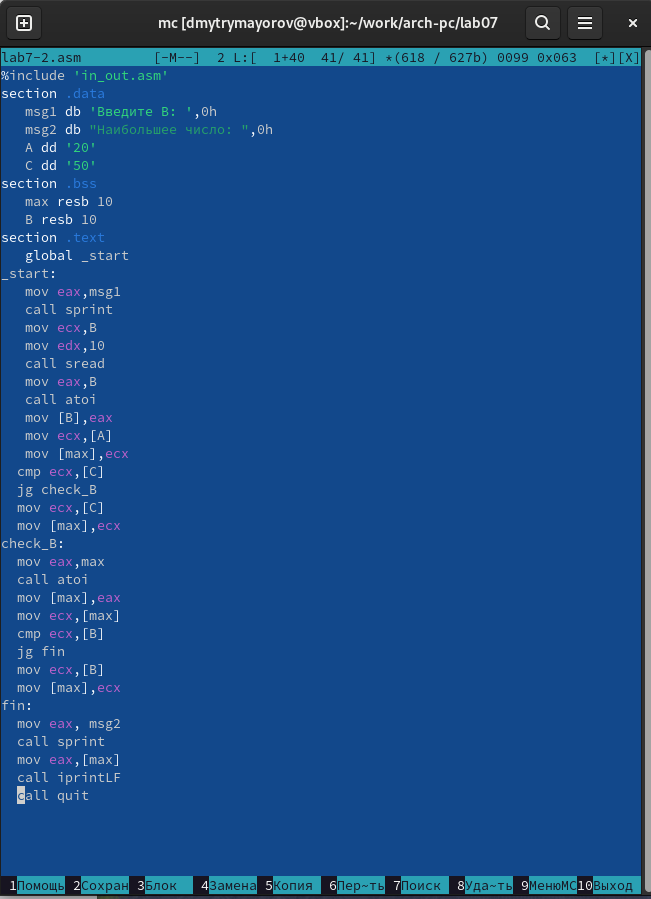 mc [dmytrymayorov@vbox]:~/work/arch-pc/lab07
lab7-2.asm [-M--] 2 L:[ 1+40 41/ 41] *(618 / 627b) 0099 0x063 [*][X]
%include 'in_out.asm'
section .data
msg1 db 'Введите B: ',0h
msg2 db "Наибольшее число: ",0h
A dd '20'
C dd '50'
section .bss
max resb 10
B resb 10
section .text
global _start
_start:
mov eax,msg1
call sprint
mov ecx,B
mov edx,10
call sread
mov eax,B
call atoi
mov [B],eax
mov ecx,[A]
mov [max],ecx
cmp ecx,[C]
jg check_B
mov ecx,[C]
mov [max],ecx
check_B:
mov eax,max
call atoi
mov [max],eax
mov ecx,[max]
cmp ecx,[B]
jg fin
mov ecx,[B]
mov [max],ecx
fin:
mov eax, msg2
call sprint
mov eax,[max]
call iprintLF
call quit
1Помощь 2Сохран 3Блок 4Замена 5Копия 6Пер~ть 7Поиск 8Уда~ть 9МенюMC 10Выход